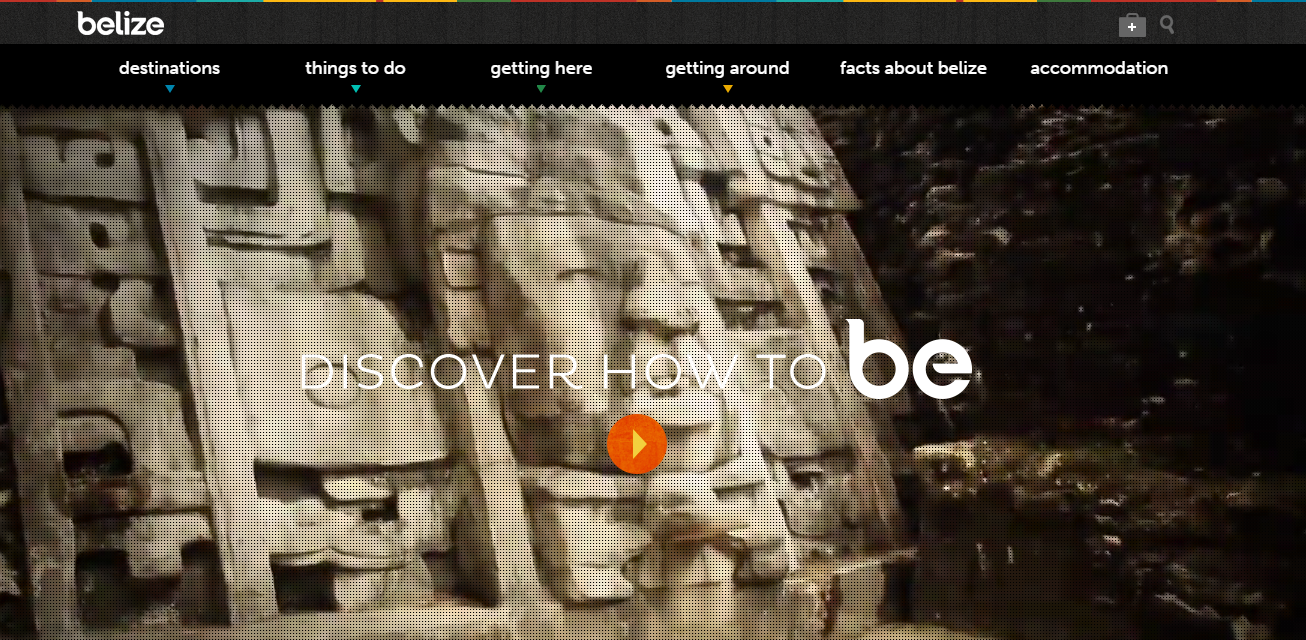 belize
destinations
things to do
getting here
getting around
facts about belize
accommodation
DISCOVER HOW TO be